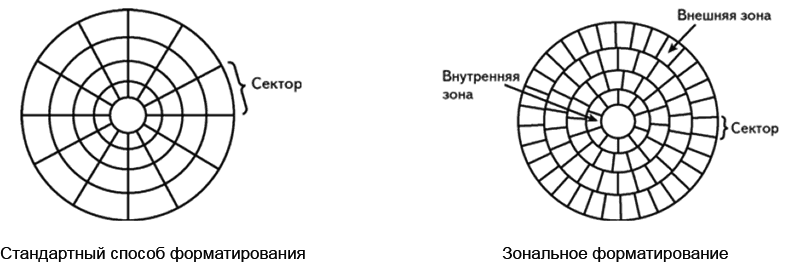 Сектор
Стандартный способ форматирования
Внешняя зона
Внутренняя
зона
Сектор
Зональное форматирование